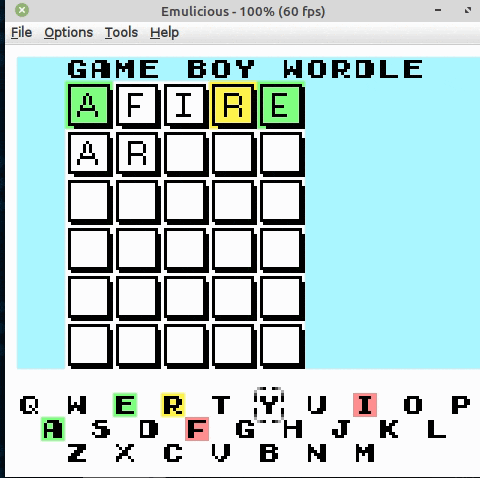 Emulicious - 100% (60 fps)
File Options Tools Help
GAME BOY WORDLE
A F I R E
A R
Q W E R T Y U I O P
A S D F G H J K L
Z X C V B N M